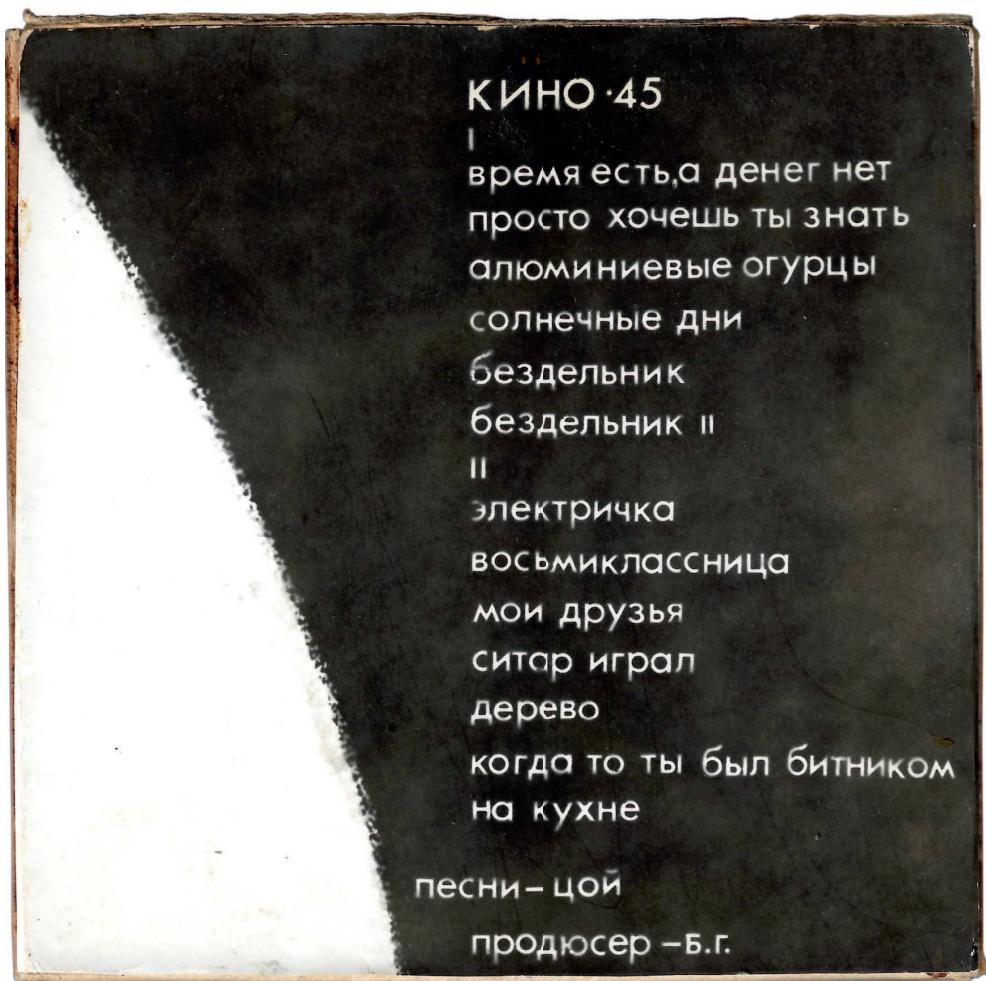 КИНО·45
I
время есть,а денег нет
просто хочешь ты знать
алюминиевые огурцы
солнечные дни
бездельник
бездельник II
II
электричка
восьмиклассница
мои друзья
ситар играл
дерево
когда то ты был битником
на кухне
песни–цой
продюсер –Б.Г.